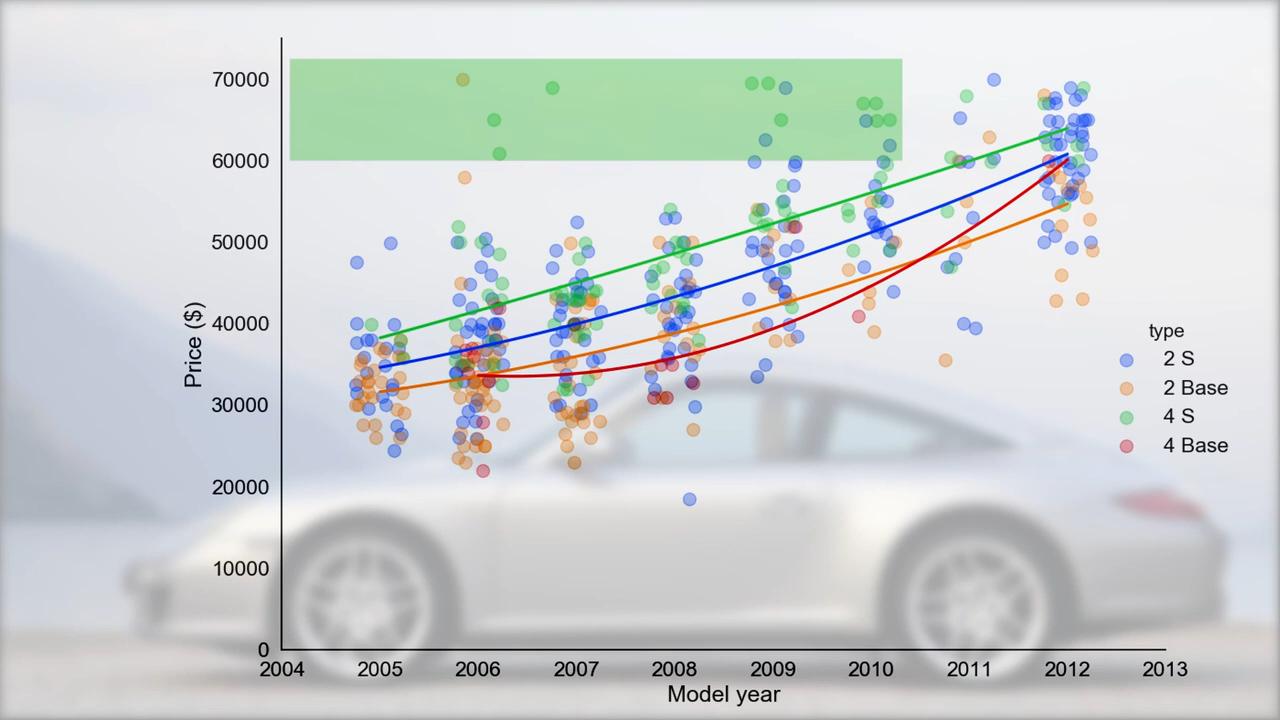 70000
60000
50000
40000
30000
20000
10000
0
Price ($)
2004 2005 2006 2007 2008 2009 2010 2011 2012 2013
Model year
type
2 S
2 Base
4 S
4 Base